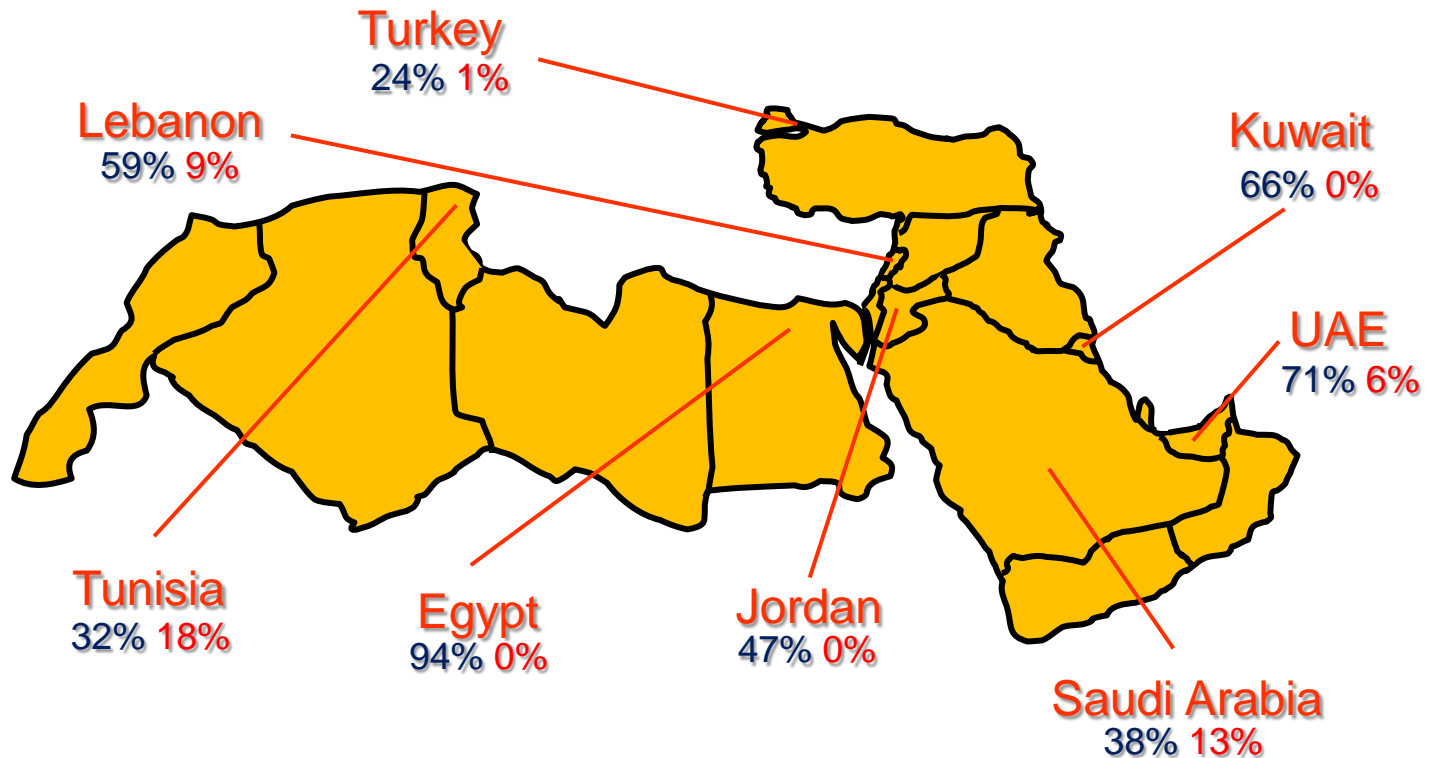 Turkey
24% 1%
Lebanon
59% 9%
Kuwait
66% 0%
UAE
71% 6%
Tunisia
32% 18%
Egypt
94% 0%
Jordan
47% 0%
Saudi Arabia
38% 13%